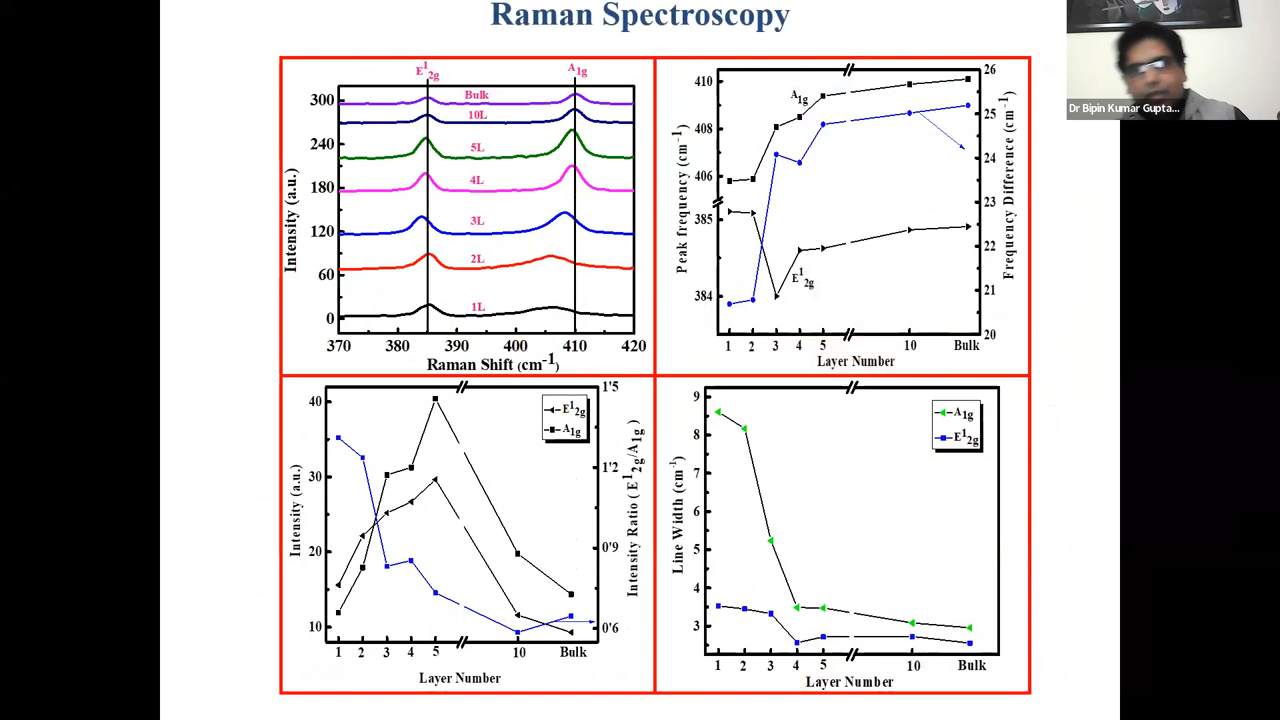 Raman Spectroscopy
Dr Bipin Kumar Gupta...
E¹2g
A1g
Bulk
10L
5L
4L
3L
2L
1L
300
240
180
120
60
0
Intensity (a.u.)
370 380 390 400 410 420
Raman Shift (cm⁻¹)
410
408
406
385
384
Peak frequency (cm⁻¹)
A1g
E¹2g
26
25
24
23
22
21
20
Frequency Difference (cm⁻¹)
1 2 3 4 5 10 Bulk
Layer Number
40
30
20
10
Intensity (a.u.)
E¹2g
A1g
1'5
1'2
0'9
0'6
Intensity Ratio (E¹2g/A1g)
1 2 3 4 5 10 Bulk
Layer Number
9
8
7
6
5
4
3
Line Width (cm⁻¹)
A1g
E¹2g
1 2 3 4 5 10 Bulk
Layer Number